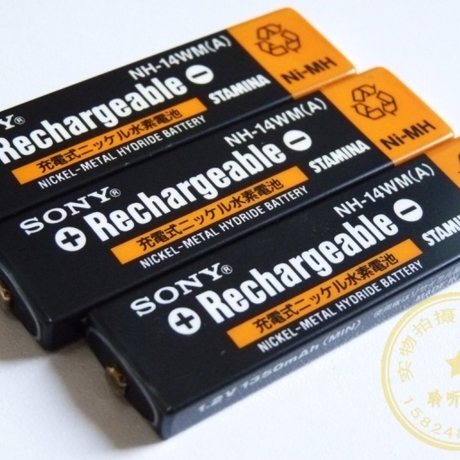 NH-14WM(A)
Rechargeable
STAMINA
Ni-MH
充電式ニッケル水素電池
NICKEL-METAL HYDRIDE BATTERY
NH-14WM(A)
SONY®
Rechargeable
STAMINA
Ni-MH
充電式ニッケル水素電池
NICKEL-METAL HYDRIDE BATTERY
NH-14WM(A)
SONY®
Rechargeable
STAMINA
充電式ニッケル水素電池
NICKEL-METAL HYDRIDE BATTERY
1.2V 1350mAh (MIN)
实物拍摄